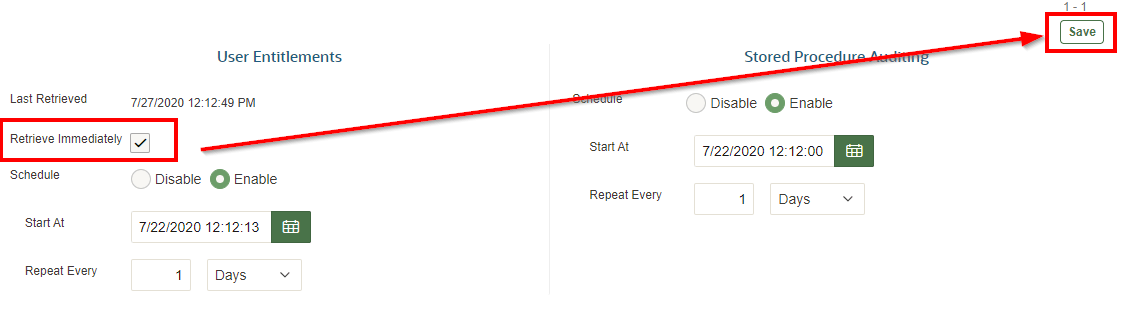 1 - 1
Save
User Entitlements
Last Retrieved 7/27/2020 12:12:49 PM
Retrieve Immediately
Schedule Disable Enable
Start At 7/22/2020 12:12:13
Repeat Every 1 Days
Stored Procedure Auditing
Schedule Disable Enable
Start At 7/22/2020 12:12:00
Repeat Every 1 Days